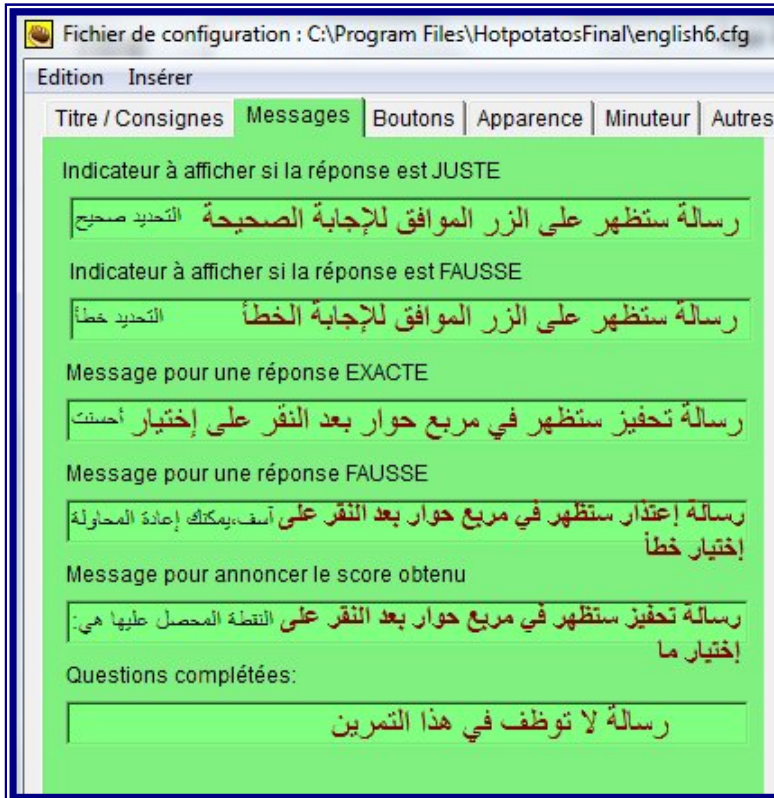 Fichier de configuration : C:\Program Files\HotpotatosFinal\english6.cfg
Edition Insérer
Titre / Consignes Messages Boutons Apparence Minuteur Autres
Indicateur à afficher si la réponse est JUSTE
رسالة ستظهر على الزر الموافق للإجابة الصحيحة التحديد صحيح
Indicateur à afficher si la réponse est FAUSSE
رسالة ستظهر على الزر الموافق للإجابة الخطأ التحديد خطأ
Message pour une réponse EXACTE
رسالة تحفيز ستظهر في مربع حوار بعد النقر على إختيار أحسنت
Message pour une réponse FAUSSE
رسالة إعتذار ستظهر في مربع حوار بعد النقر على آسف،يمكنك إعادة المحاولة
إختيار خطأ
Message pour annoncer le score obtenu
رسالة تحفيز ستظهر في مربع حوار بعد النقر على النقطة المحصل عليها هي:
إختيار ما
Questions complétées:
رسالة لا توظف في هذا التمرين